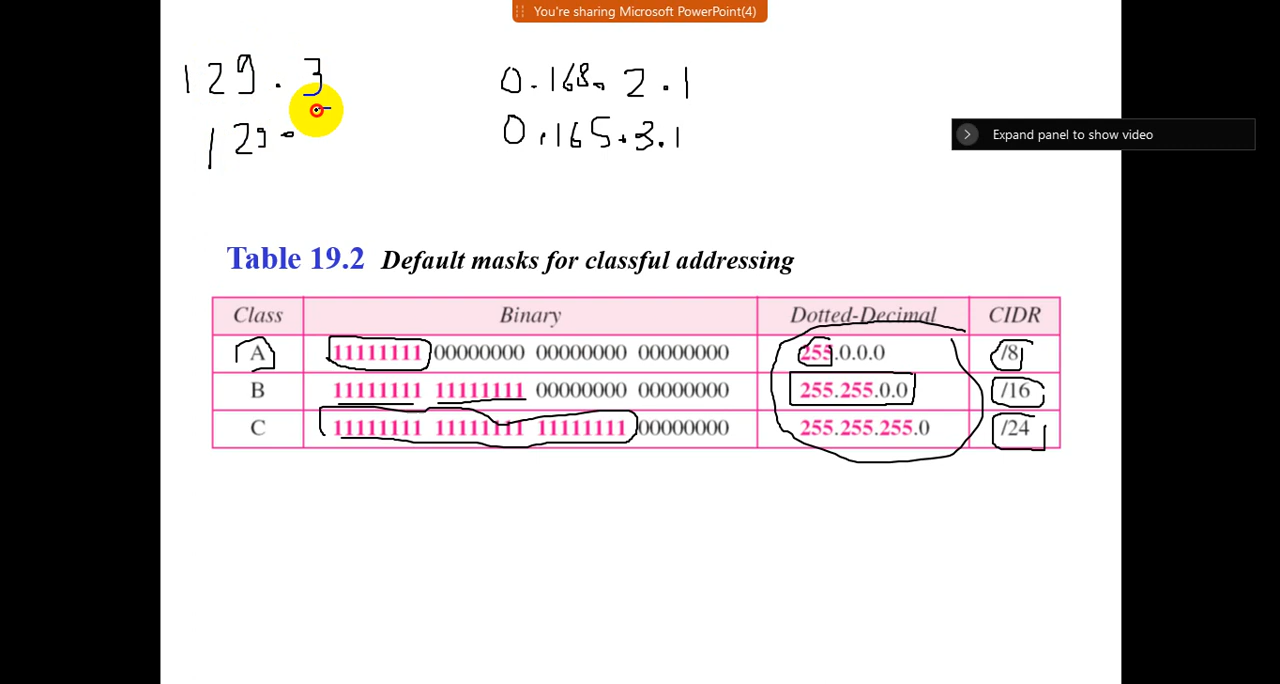 You're sharing Microsoft PowerPoint(4)
129.3 0.168.2.1
129. 0.165.3.1
Expand panel to show video
Table 19.2 Default masks for classful addressing
Class Binary Dotted-Decimal CIDR
A 11111111 00000000 00000000 00000000 255.0.0.0 /8
B 11111111 11111111 00000000 00000000 255.255.0.0 /16
C 11111111 11111111 11111111 00000000 255.255.255.0 /24